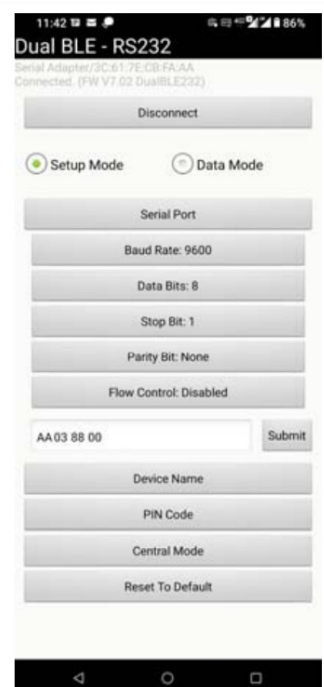 11:42 86%
Dual BLE - RS232
Serial Adapter/3C:61:7E:CB:FA:AA
Connected. (FW V7.02 DualBLE232)
Disconnect
Setup Mode Data Mode
Serial Port
Baud Rate: 9600
Data Bits: 8
Stop Bit: 1
Parity Bit: None
Flow Control: Disabled
AA 03 88 00 Submit
Device Name
PIN Code
Central Mode
Reset To Default